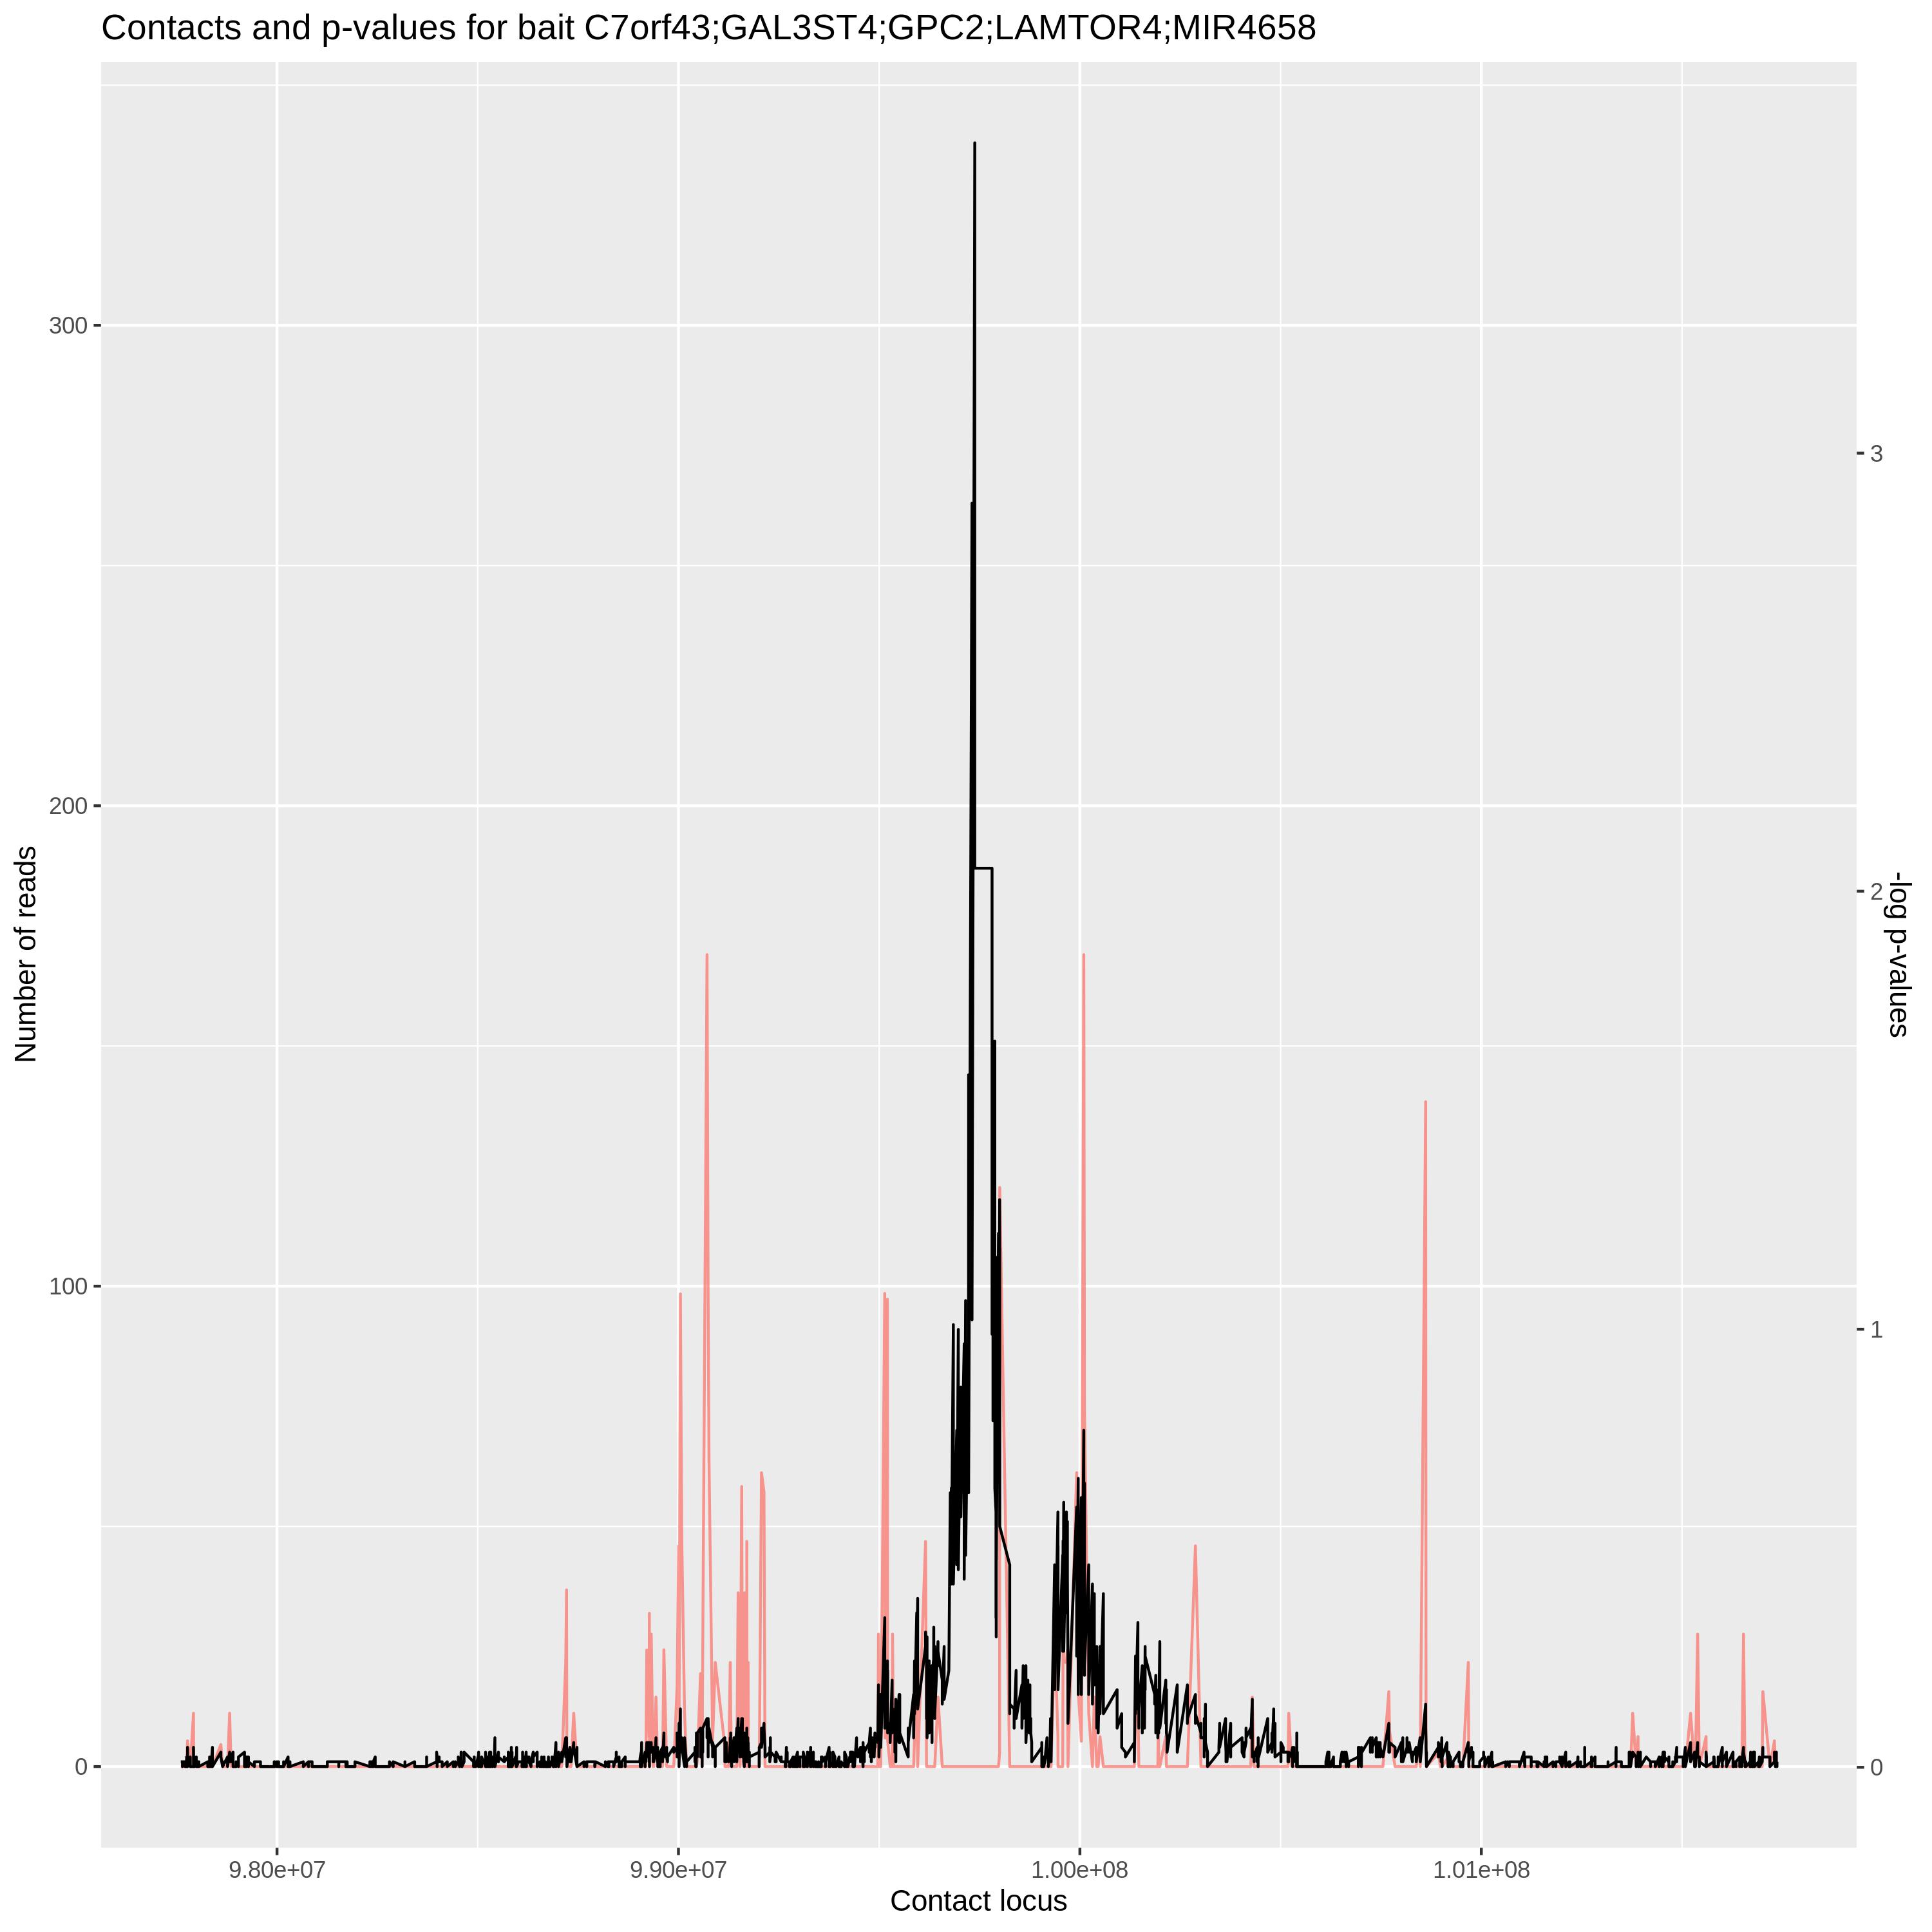 Contacts and p-values for bait C7orf43;GAL3ST4;GPC2;LAMTOR4;MIR4658
300
200
100
0
Number of reads
3
2
1
0
-log p-values
9.80e+07
9.90e+07
1.00e+08
1.01e+08
Contact locus